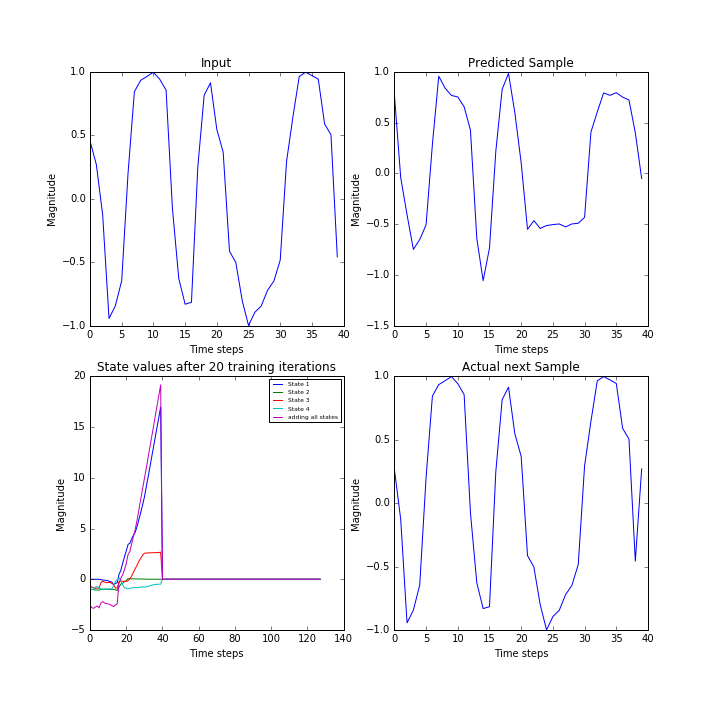 Input
1.0
0.5
0.0
−0.5
−1.0
Magnitude
0 5 10 15 20 25 30 35 40
Time steps
Predicted Sample
1.0
0.5
0.0
−0.5
−1.0
−1.5
Magnitude
0 5 10 15 20 25 30 35 40
Time steps
State values after 20 training iterations
20
15
10
5
0
−5
Magnitude
State 1
State 2
State 3
State 4
adding all states
0 20 40 60 80 100 120 140
Time steps
Actual next Sample
1.0
0.5
0.0
−0.5
−1.0
Magnitude
0 5 10 15 20 25 30 35 40
Time steps